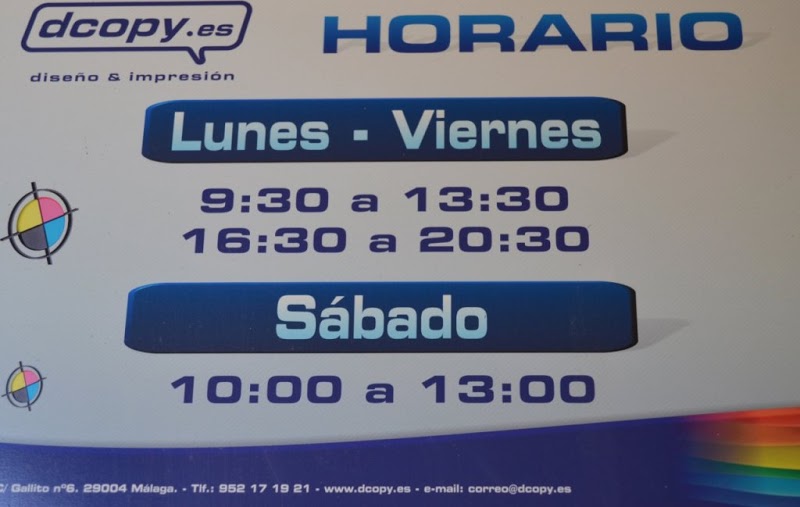 dcopy.es
diseño & impresión
HORARIO
Lunes - Viernes
9:30 a 13:30
16:30 a 20:30
Sábado
10:00 a 13:00
C/ Gallito nº6. 29004 Málaga. - Tlf.: 952 17 19 21 - www.dcopy.es - e-mail: correo@dcopy.es